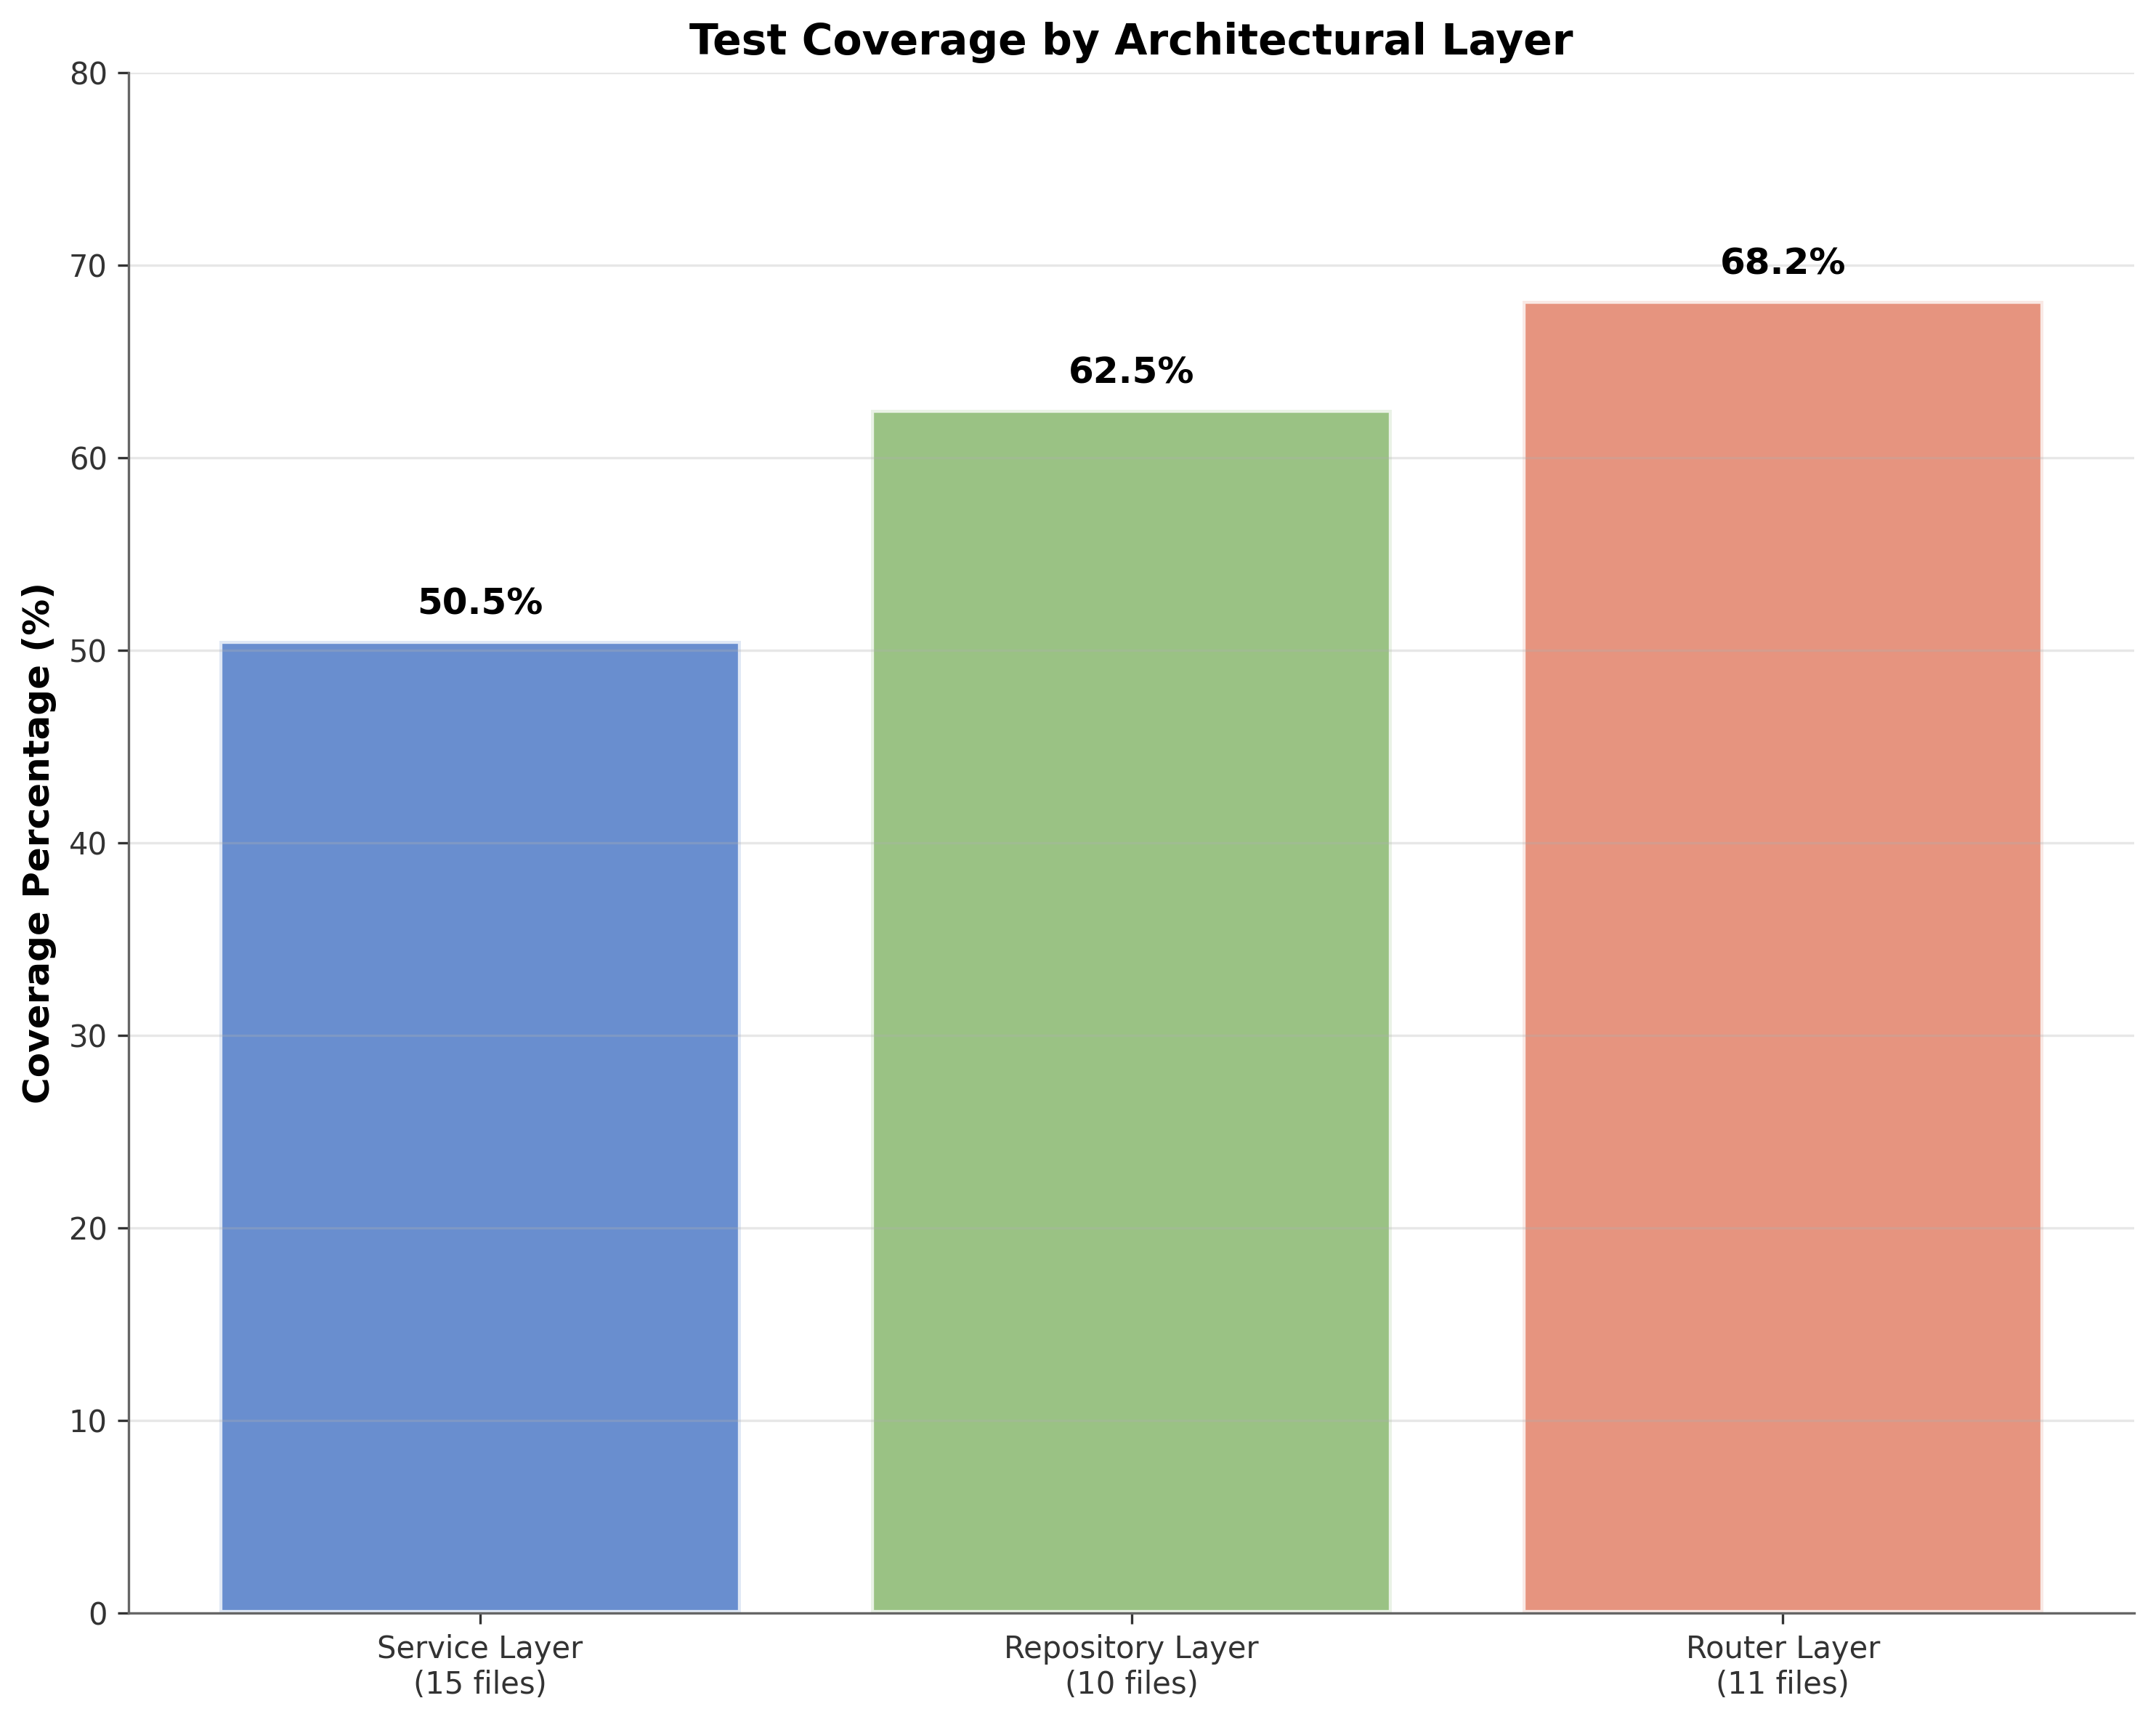 Test Coverage by Architectural Layer
Coverage Percentage (%)
80
70
60
50
40
30
20
10
0
50.5%
62.5%
68.2%
Service Layer
(15 files)
Repository Layer
(10 files)
Router Layer
(11 files)